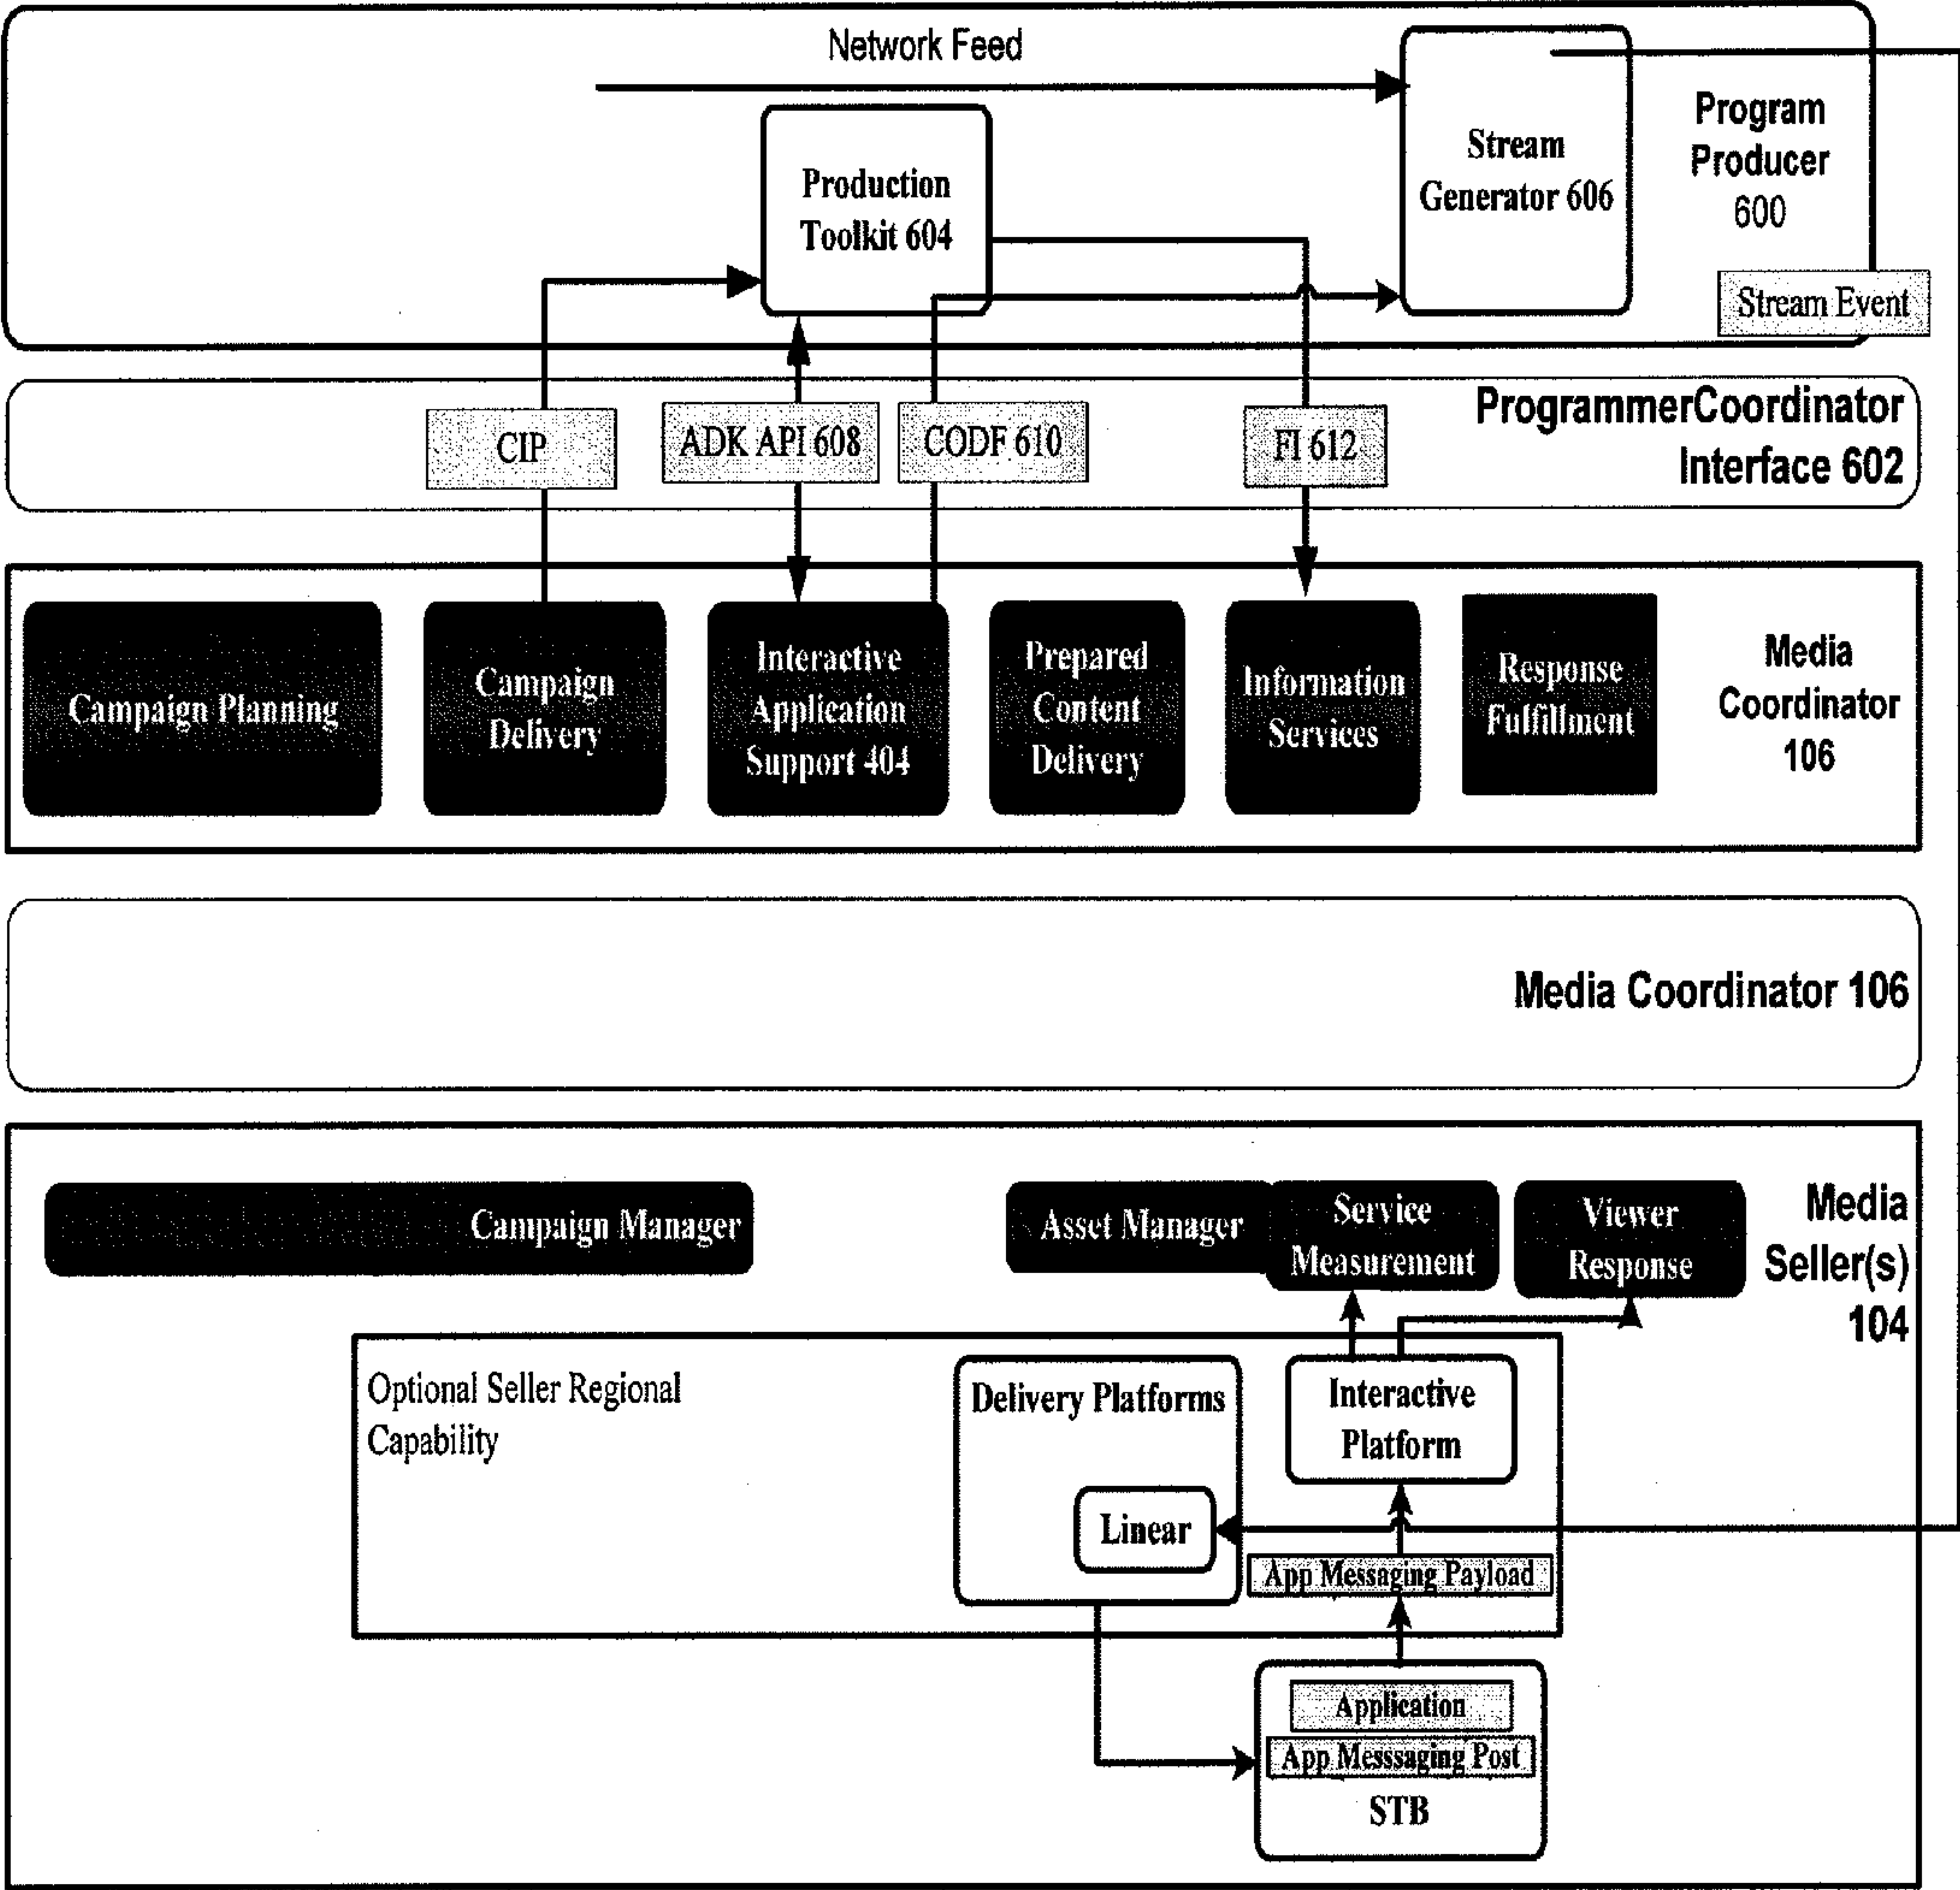 Network Feed
Production
Toolkit 604
Stream
Generator 606
Program
Producer
600
Stream Event
CIP
ADK API 608
CODF 610
FI 612
ProgrammerCoordinator
Interface 602
Campaign Planning
Campaign
Delivery
Interactive
Application
Support 404
Prepared
Content
Delivery
Information
Services
Response
Fulfillment
Media
Coordinator
106
Media Coordinator 106
Campaign Manager
Asset Manager
Service
Measurement
Viewer
Response
Media
Seller(s)
104
Optional Seller Regional
Capability
Delivery Platforms
Linear
Interactive
Platform
App Messaging Payload
Application
App Messsaging Post
STB